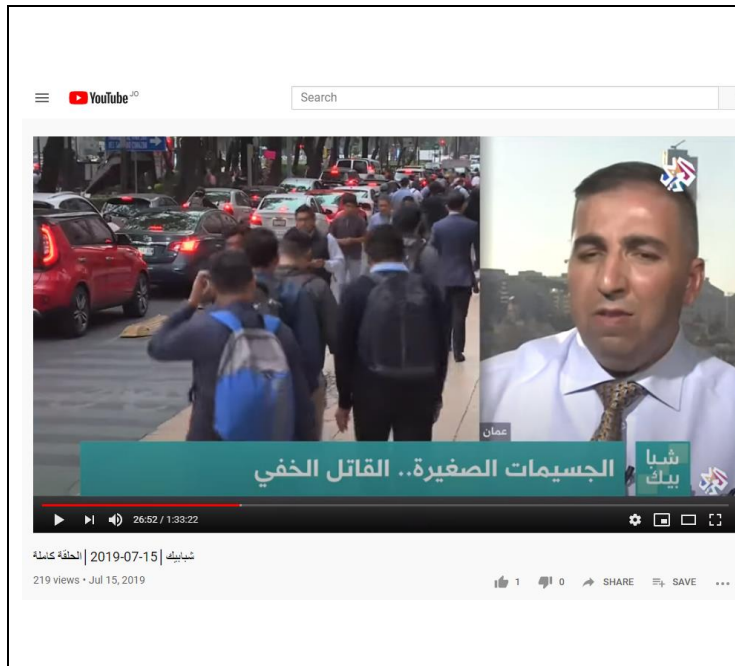 YouTube JO
Search
عمان
شبا
بيك
الجسيمات الصغيرة.. القاتل الخفي
26:52 / 1:33:22
شبابيك | 15-07-2019 | الحلقة كاملة
219 views • Jul 15, 2019
1
0
SHARE
SAVE